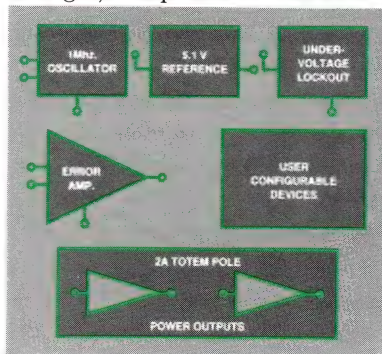 1Mhz.
OSCILLATOR
5.1 V
REFERENCE
UNDER-
VOLTAGE
LOCKOUT
ERROR
AMP.
USER
CONFIGURABLE
DEVICES
2A TOTEM POLE
POWER OUTPUTS